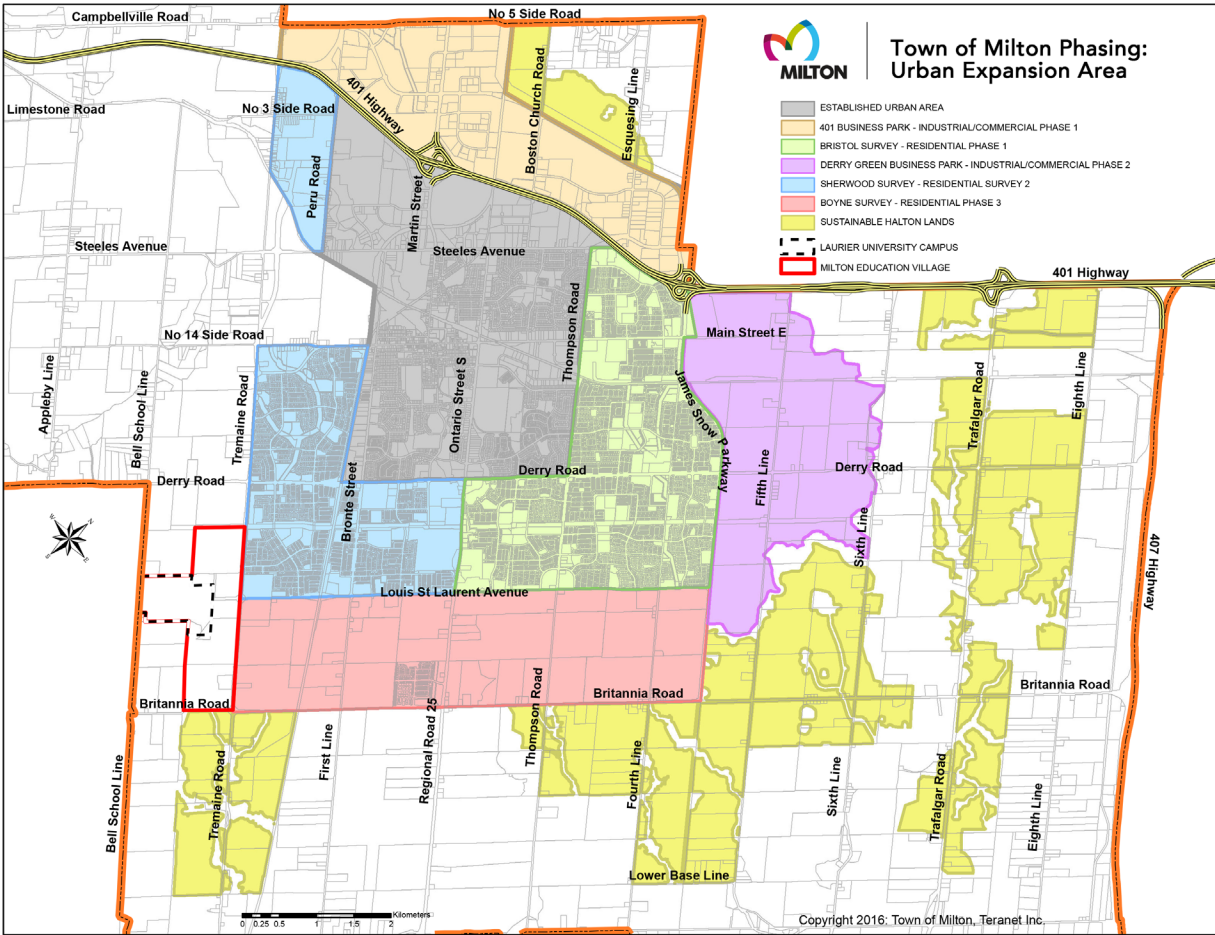 Campbellville Road
No 5 Side Road
MILTON
Town of Milton Phasing:
Urban Expansion Area
ESTABLISHED URBAN AREA
401 BUSINESS PARK - INDUSTRIAL/COMMERCIAL PHASE 1
BRISTOL SURVEY - RESIDENTIAL PHASE 1
DERRY GREEN BUSINESS PARK - INDUSTRIAL/COMMERCIAL PHASE 2
SHERWOOD SURVEY - RESIDENTIAL SURVEY 2
BOYNE SURVEY - RESIDENTIAL PHASE 3
SUSTAINABLE HALTON LANDS
LAURIER UNIVERSITY CAMPUS
MILTON EDUCATION VILLAGE
Limestone Road
No 3 Side Road
401 Highway
Boston Church Road
Esquesing Line
Peru Road
Martin Street
Steeles Avenue
Steeles Avenue
401 Highway
No 14 Side Road
Main Street E
Thompson Road
Appleby Line
Bell School Line
Tremaine Road
Ontario Street S
James Snow Parkway
Trafalgar Road
Eighth Line
Derry Road
Derry Road
Derry Road
Bronte Street
Fifth Line
Sixth Line
407 Highway
W
N
S
E
Louis St Laurent Avenue
Britannia Road
Britannia Road
Britannia Road
Bell School Line
Tremaine Road
First Line
Regional Road 25
Thompson Road
Fourth Line
Sixth Line
Trafalgar Road
Eighth Line
Lower Base Line
Kilometers
0 0.25 0.5 1 1.5 2
Copyright 2016: Town of Milton, Teranet Inc.